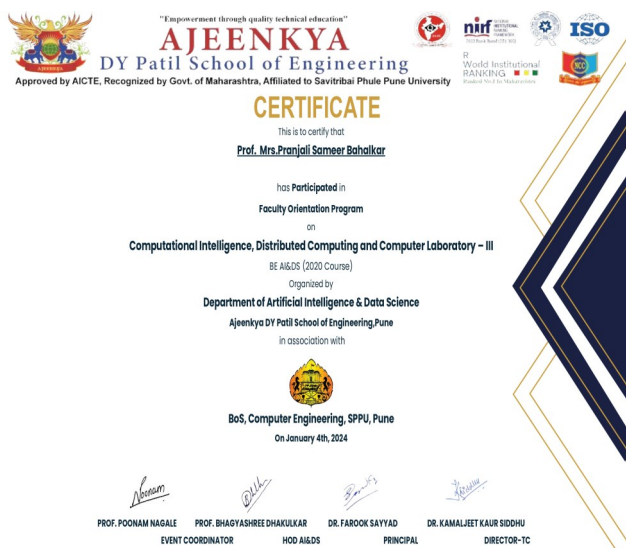 "Empowerment through quality technical education"
AJEENKYA
DY Patil School of Engineering
Approved by AICTE, Recognized by Govt. of Maharashtra, Affiliated to Savitribai Phule Pune University
AJEENKYA
nirf
ISO
R
World Institutional
RANKING
NCC
CERTIFICATE
This is to certify that
Prof. Mrs.Pranjali Sameer Bahalkar
has Participated in
Faculty Orientation Program
on
Computational Intelligence, Distributed Computing and Computer Laboratory – III
BE AI&DS (2020 Course)
Organized by
Department of Artificial Intelligence & Data Science
Ajeenkya DY Patil School of Engineering,Pune
in association with
BoS, Computer Engineering, SPPU, Pune
On January 4th, 2024
Poonam
PROF. POONAM NAGALE PROF. BHAGYASHREE DHAKULKAR DR. FAROOK SAYYAD DR. KAMALJEET KAUR SIDDHU
EVENT COORDINATOR HOD AI&DS PRINCIPAL DIRECTOR-TC